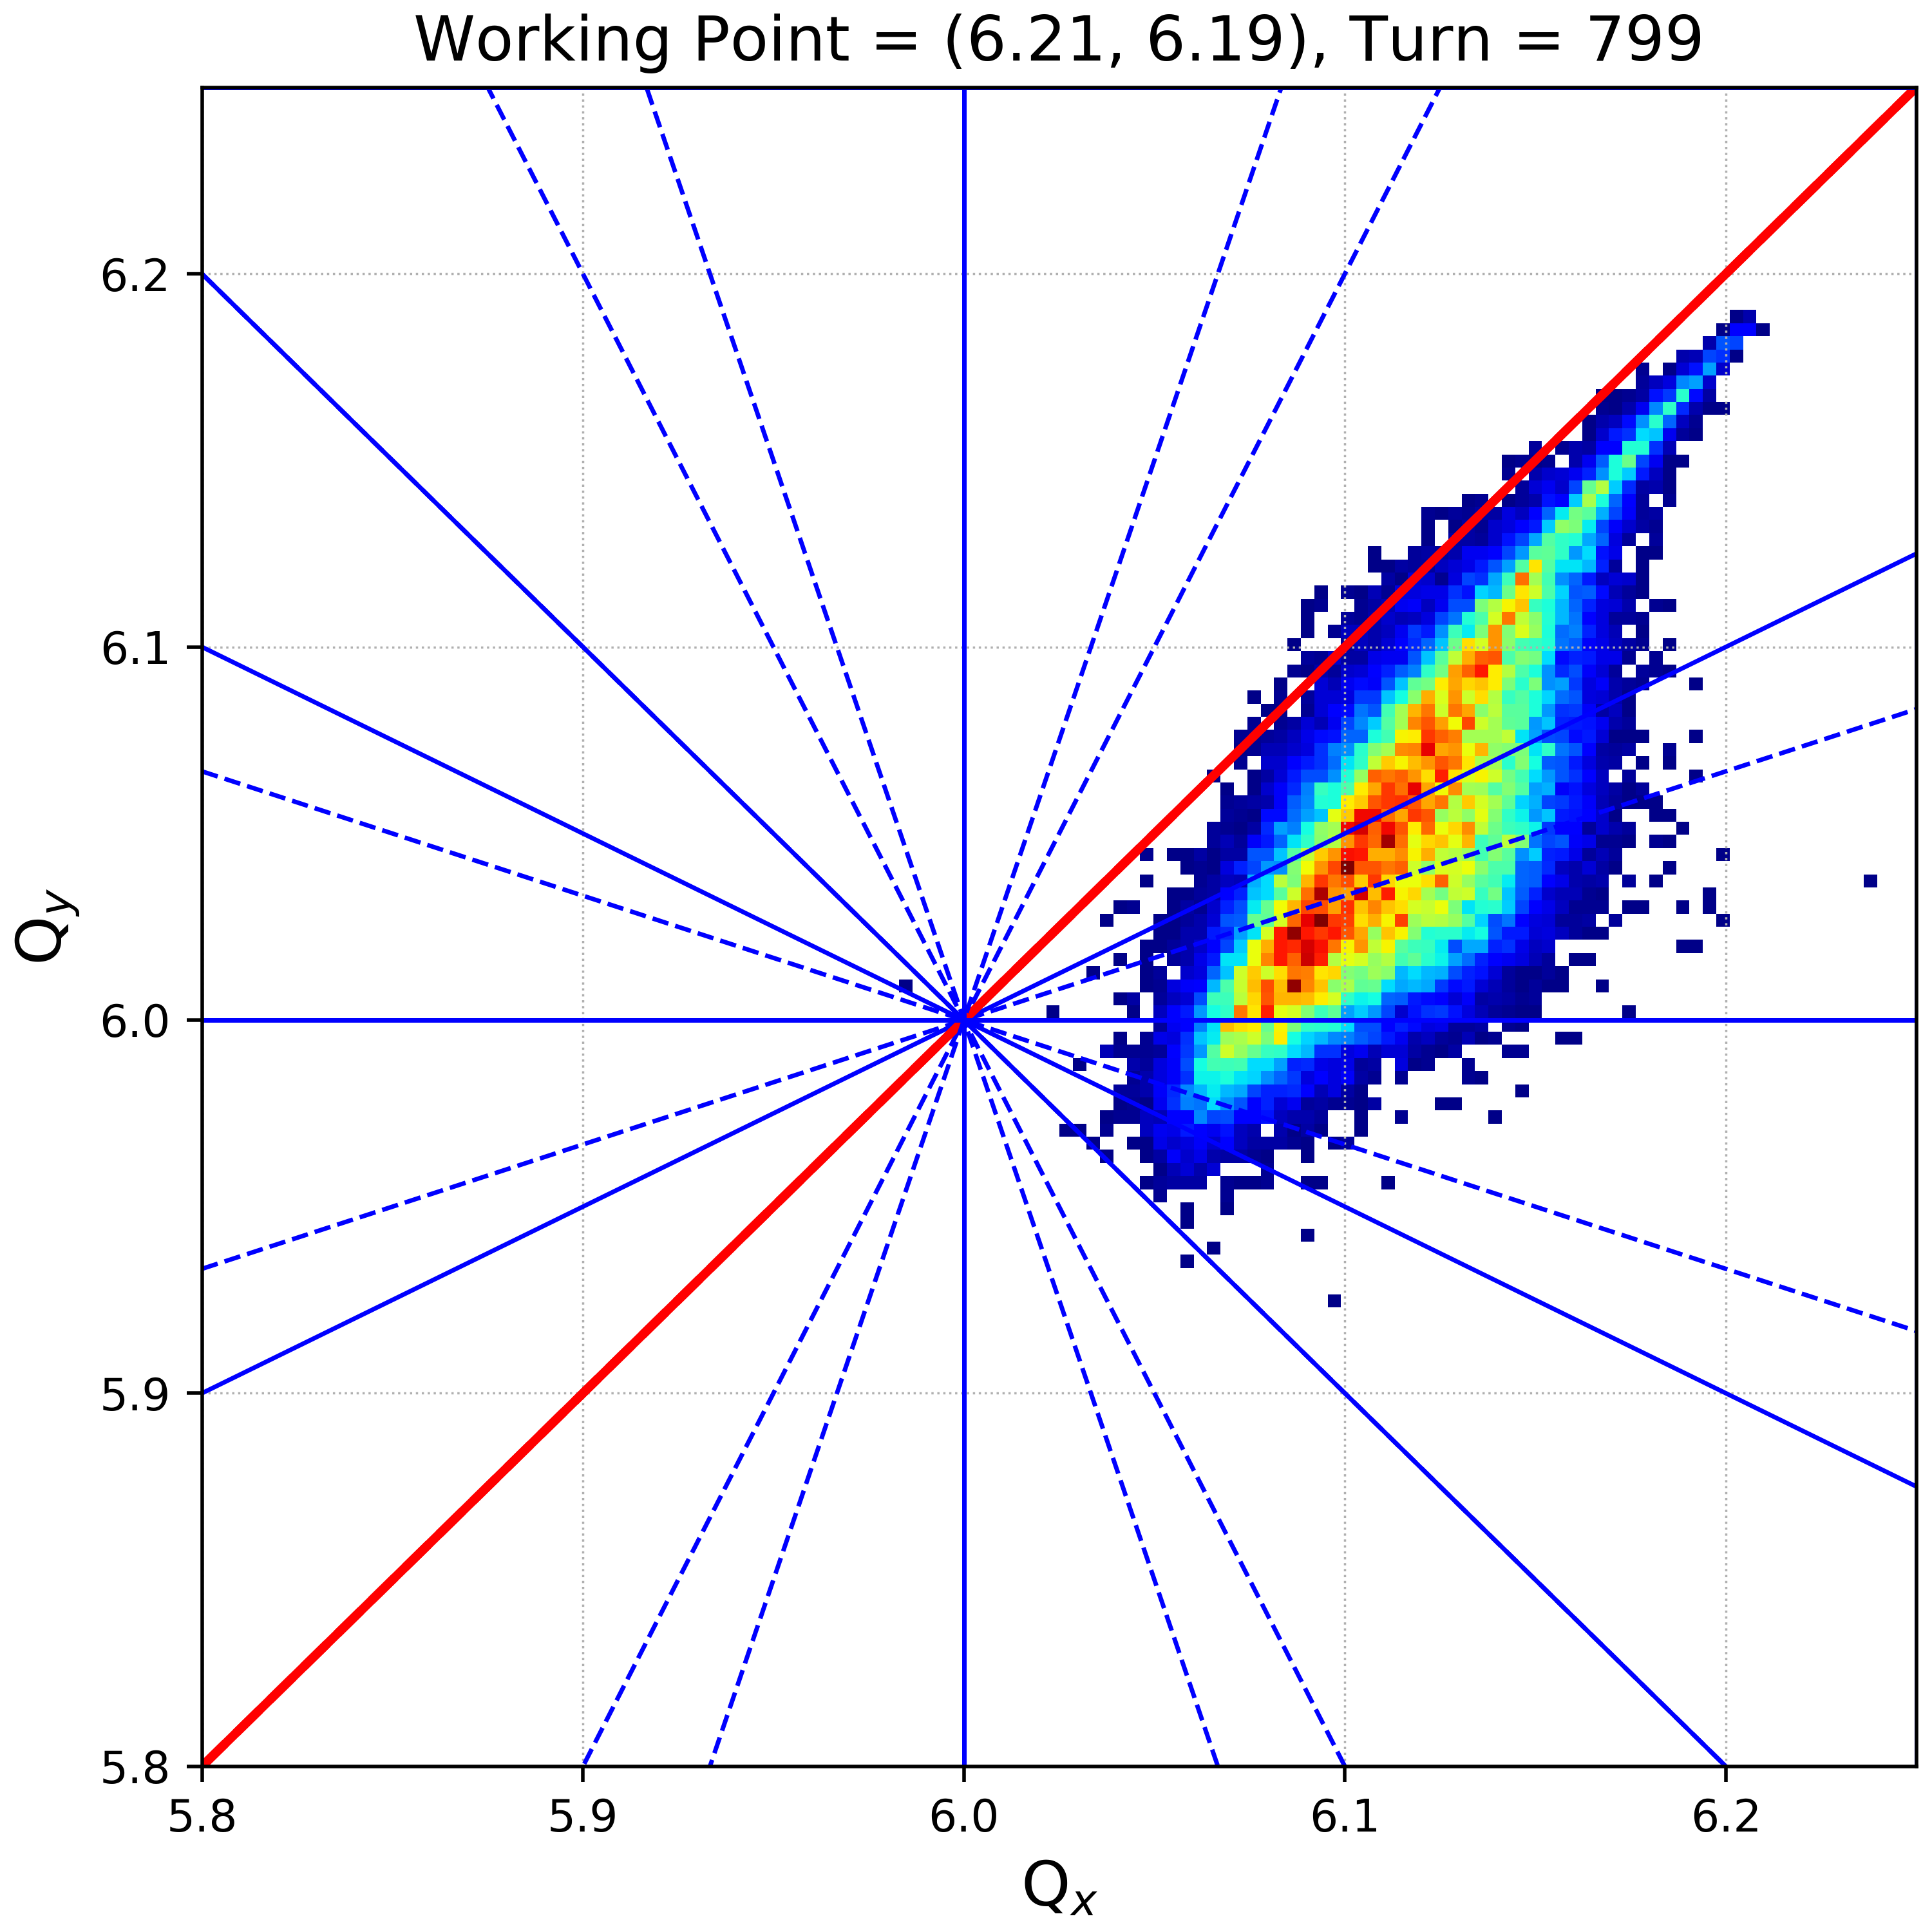 Working Point = (6.21, 6.19), Turn = 799
6.2
6.1
6.0
5.9
5.8
Qy
5.8 5.9 6.0 6.1 6.2
Qx